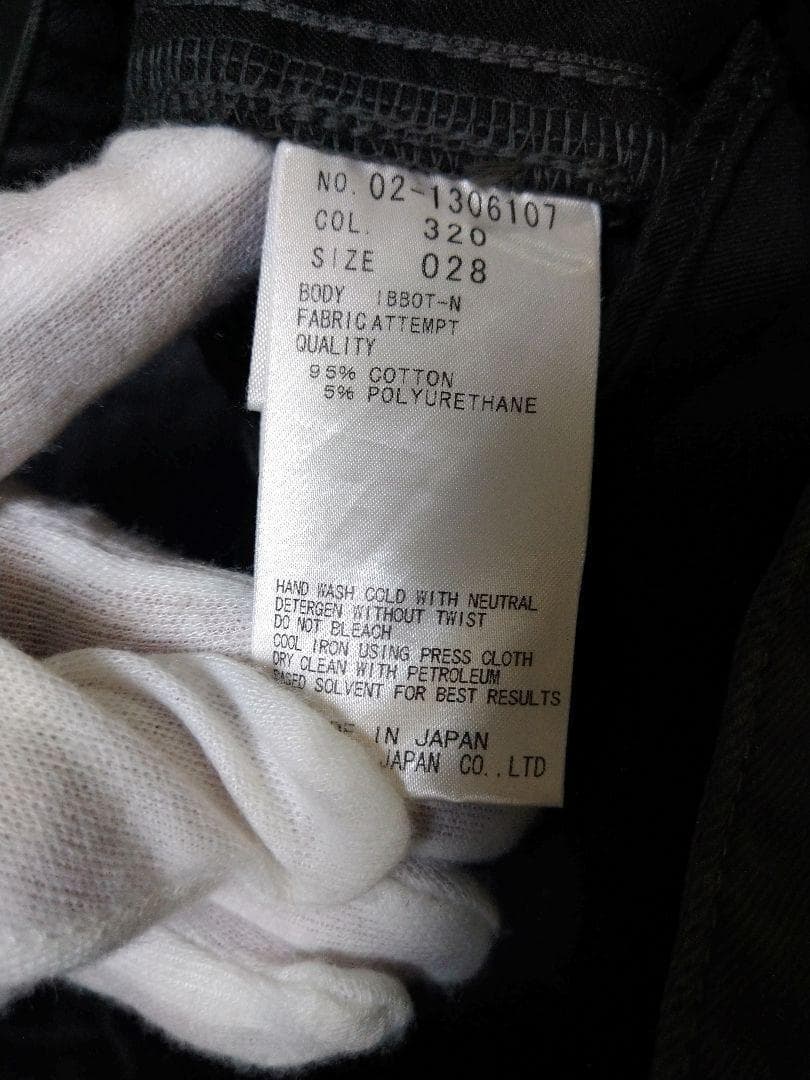 NO. 02-1306107
COL. 320
SIZE 028
BODY IBBOT-N
FABRIC ATTEMPT
QUALITY
95% COTTON
5% POLYURETHANE
HAND WASH COLD WITH NEUTRAL
DETERGEN WITHOUT TWIST
DO NOT BLEACH
COOL IRON USING PRESS CLOTH
DRY CLEAN WITH PETROLEUM
BASED SOLVENT FOR BEST RESULTS
IN JAPAN
JAPAN CO.,LTD